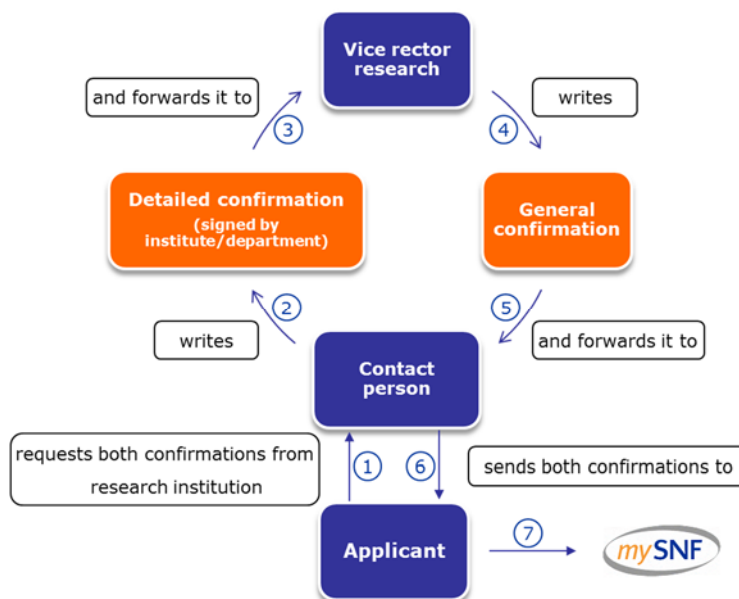 Vice rector
research
and forwards it to
writes
3
4
Detailed confirmation
(signed by
institute/department)
General
confirmation
2
5
writes
and forwards it to
Contact
person
requests both confirmations from
research institution
1
6
sends both confirmations to
Applicant
7
mySNF